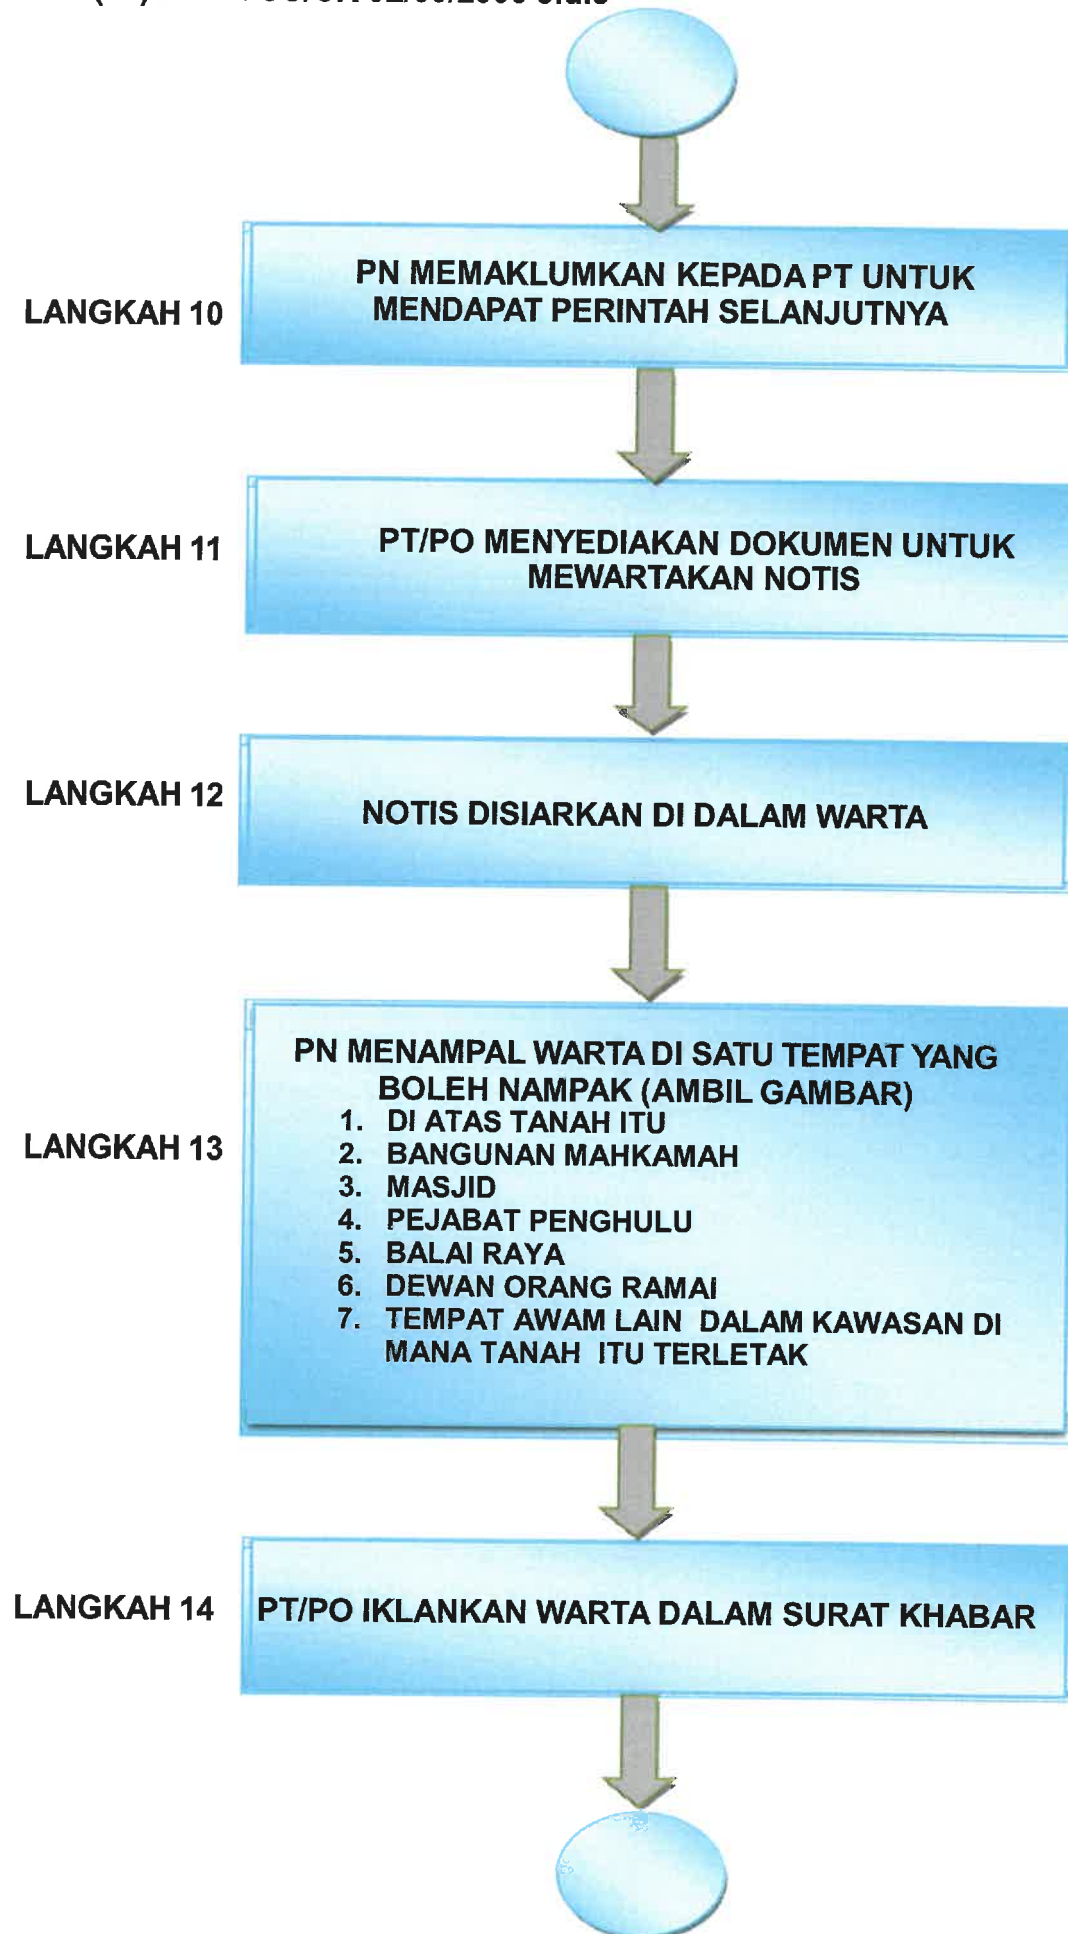 PN MEMAKLUMKAN KEPADA PT UNTUK
MENDAPAT PERINTAH SELANJUTNYA
LANGKAH 10
LANGKAH 11
PT/PO MENYEDIAKAN DOKUMEN UNTUK
MEWARTAKAN NOTIS
LANGKAH 12
NOTIS DISIARKAN DI DALAM WARTA
PN MENAMPAL WARTA DI SATU TEMPAT YANG
BOLEH NAMPAK (AMBIL GAMBAR)
LANGKAH 13
1. DI ATAS TANAH ITU
2. BANGUNAN MAHKAMAH
3. MASJID
4. PEJABAT PENGHULU
5. BALAI RAYA
6. DEWAN ORANG RAMAI
7. TEMPAT AWAM LAIN DALAM KAWASAN DI
MANA TANAH ITU TERLETAK
LANGKAH 14
PT/PO IKLANKAN WARTA DALAM SURAT KHABAR